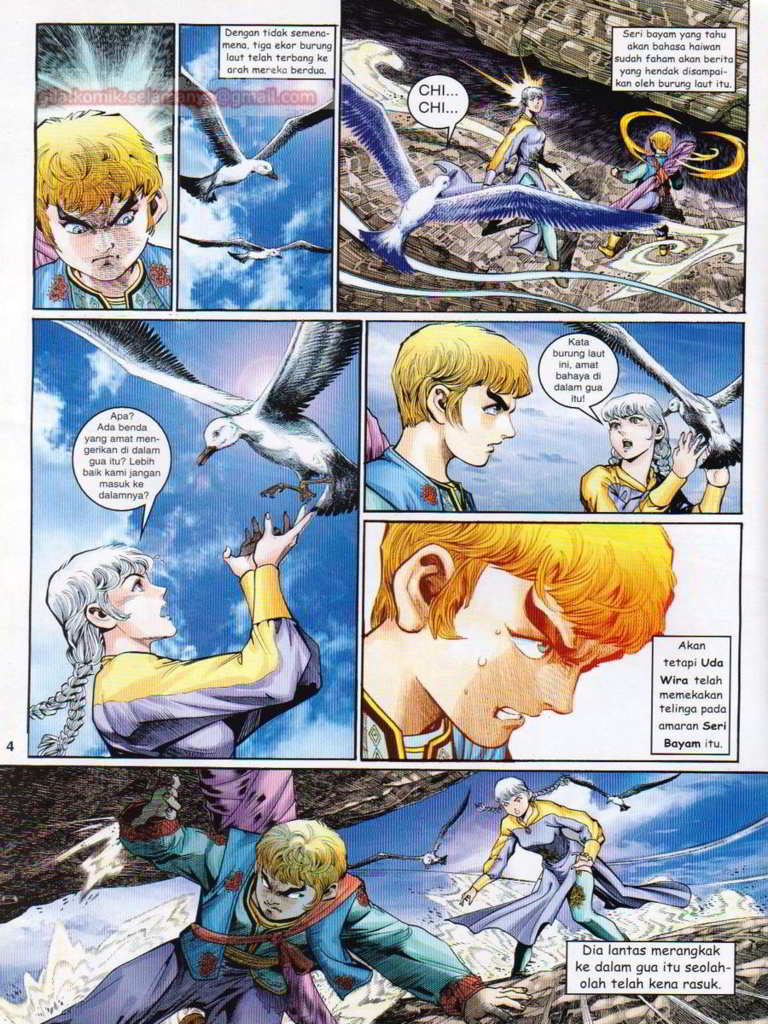 Dengan tidak semena-
mena, tiga ekor burung
laut telah terbang ke
arah mereka berdua.
CHI...
CHI...
Seri bayam yang tahu
akan bahasa haiwan
sudah faham akan berita
yang hendak disampai-
kan oleh burung laut itu.
Apa?
Ada benda
yang amat men-
gerikan di dalam
gua itu? Lebih
baik kami jangan
masuk ke
dalamnya?
Kata
burung laut
ini, amat
bahaya di
dalam gua
itu!
Akan
tetapi Uda
Wira telah
memekakan
telinga pada
amaran Seri
Bayam itu.
4
Dia lantas merangkak
ke dalam gua itu seolah-
olah telah kena rasuk.